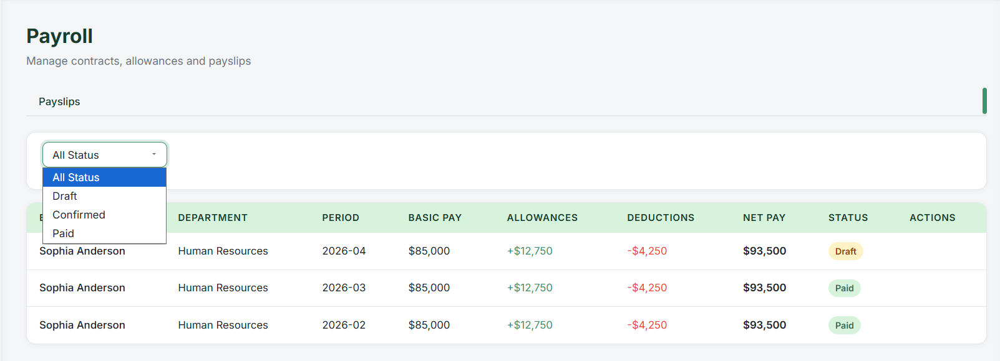 Payroll
Manage contracts, allowances and payslips
Payslips
All Status
All Status
Draft
Confirmed
Paid
DEPARTMENT PERIOD BASIC PAY ALLOWANCES DEDUCTIONS NET PAY STATUS ACTIONS
Sophia Anderson Human Resources 2026-04 $85,000 +$12,750 -$4,250 $93,500 Draft
Sophia Anderson Human Resources 2026-03 $85,000 +$12,750 -$4,250 $93,500 Paid
Sophia Anderson Human Resources 2026-02 $85,000 +$12,750 -$4,250 $93,500 Paid